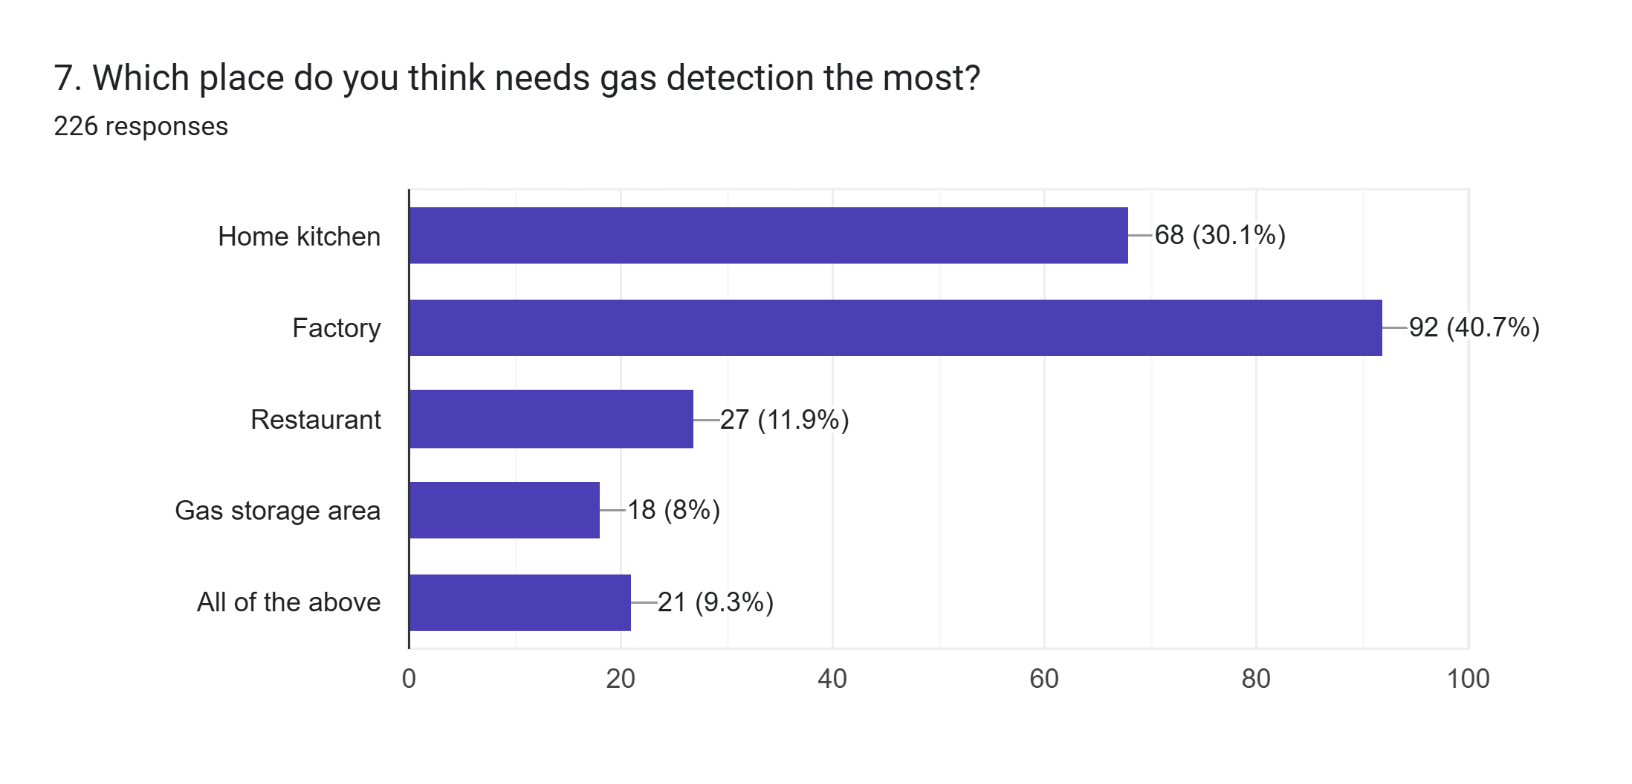 7. Which place do you think needs gas detection the most?
226 responses
Home kitchen
68 (30.1%)
Factory
92 (40.7%)
Restaurant
27 (11.9%)
Gas storage area
18 (8%)
All of the above
21 (9.3%)
0 20 40 60 80 100